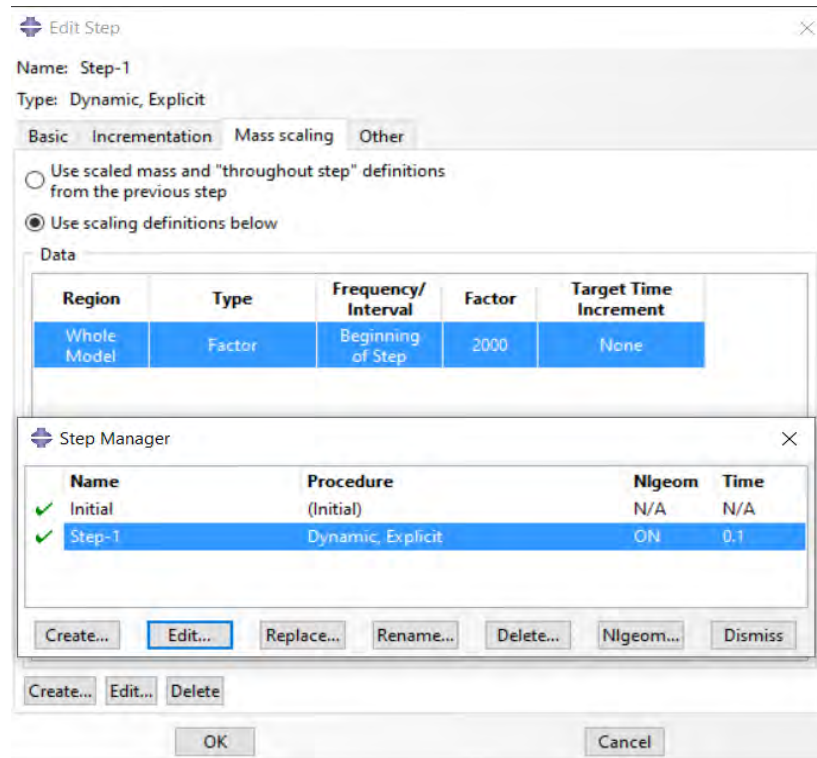 Edit Step
Name: Step-1
Type: Dynamic, Explicit
Basic Incrementation Mass scaling Other
Use scaled mass and "throughout step" definitions
from the previous step
Use scaling definitions below
Data
Region Type Frequency/ Interval Factor Target Time Increment
Whole Model Factor Beginning of Step 2000 None
Step Manager
Name Procedure Nlgeom Time
Initial (Initial) N/A N/A
Step-1 Dynamic, Explicit ON 0.1
Create... Edit... Replace... Rename... Delete... Nlgeom... Dismiss
Create... Edit... Delete
OK Cancel